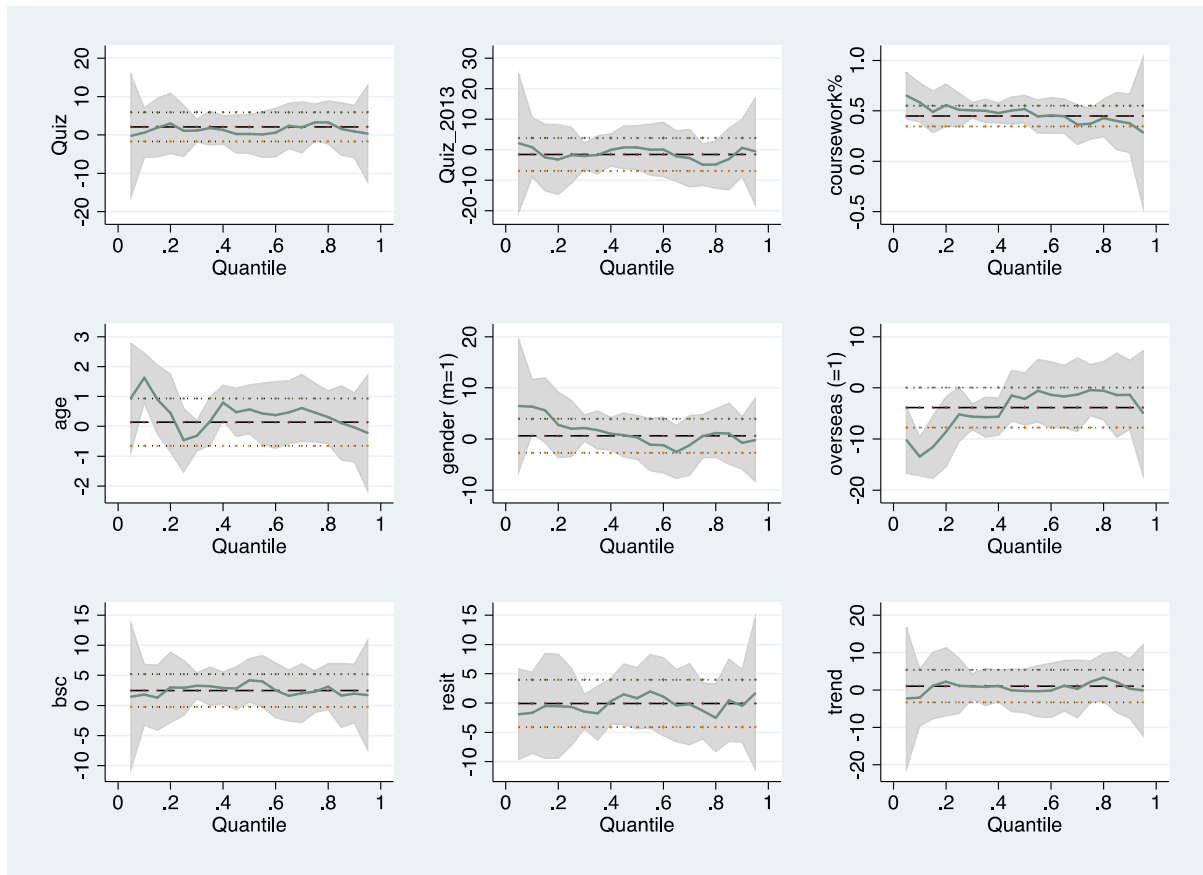 Quiz
20
10
0
-10
-20
0 .2 .4 .6 .8 1
Quantile
Quiz_2013
30
20
10
0
-10
-20
0 .2 .4 .6 .8 1
Quantile
coursework%
1.0
0.5
0.0
-0.5
0 .2 .4 .6 .8 1
Quantile
age
3
2
1
0
-1
-2
0 .2 .4 .6 .8 1
Quantile
gender (m=1)
20
10
0
-10
0 .2 .4 .6 .8 1
Quantile
overseas (=1)
10
0
-10
-20
0 .2 .4 .6 .8 1
Quantile
bsc
15
10
5
0
-5
-10
0 .2 .4 .6 .8 1
Quantile
resit
15
10
5
0
-5
-10
0 .2 .4 .6 .8 1
Quantile
trend
20
10
0
-10
-20
0 .2 .4 .6 .8 1
Quantile